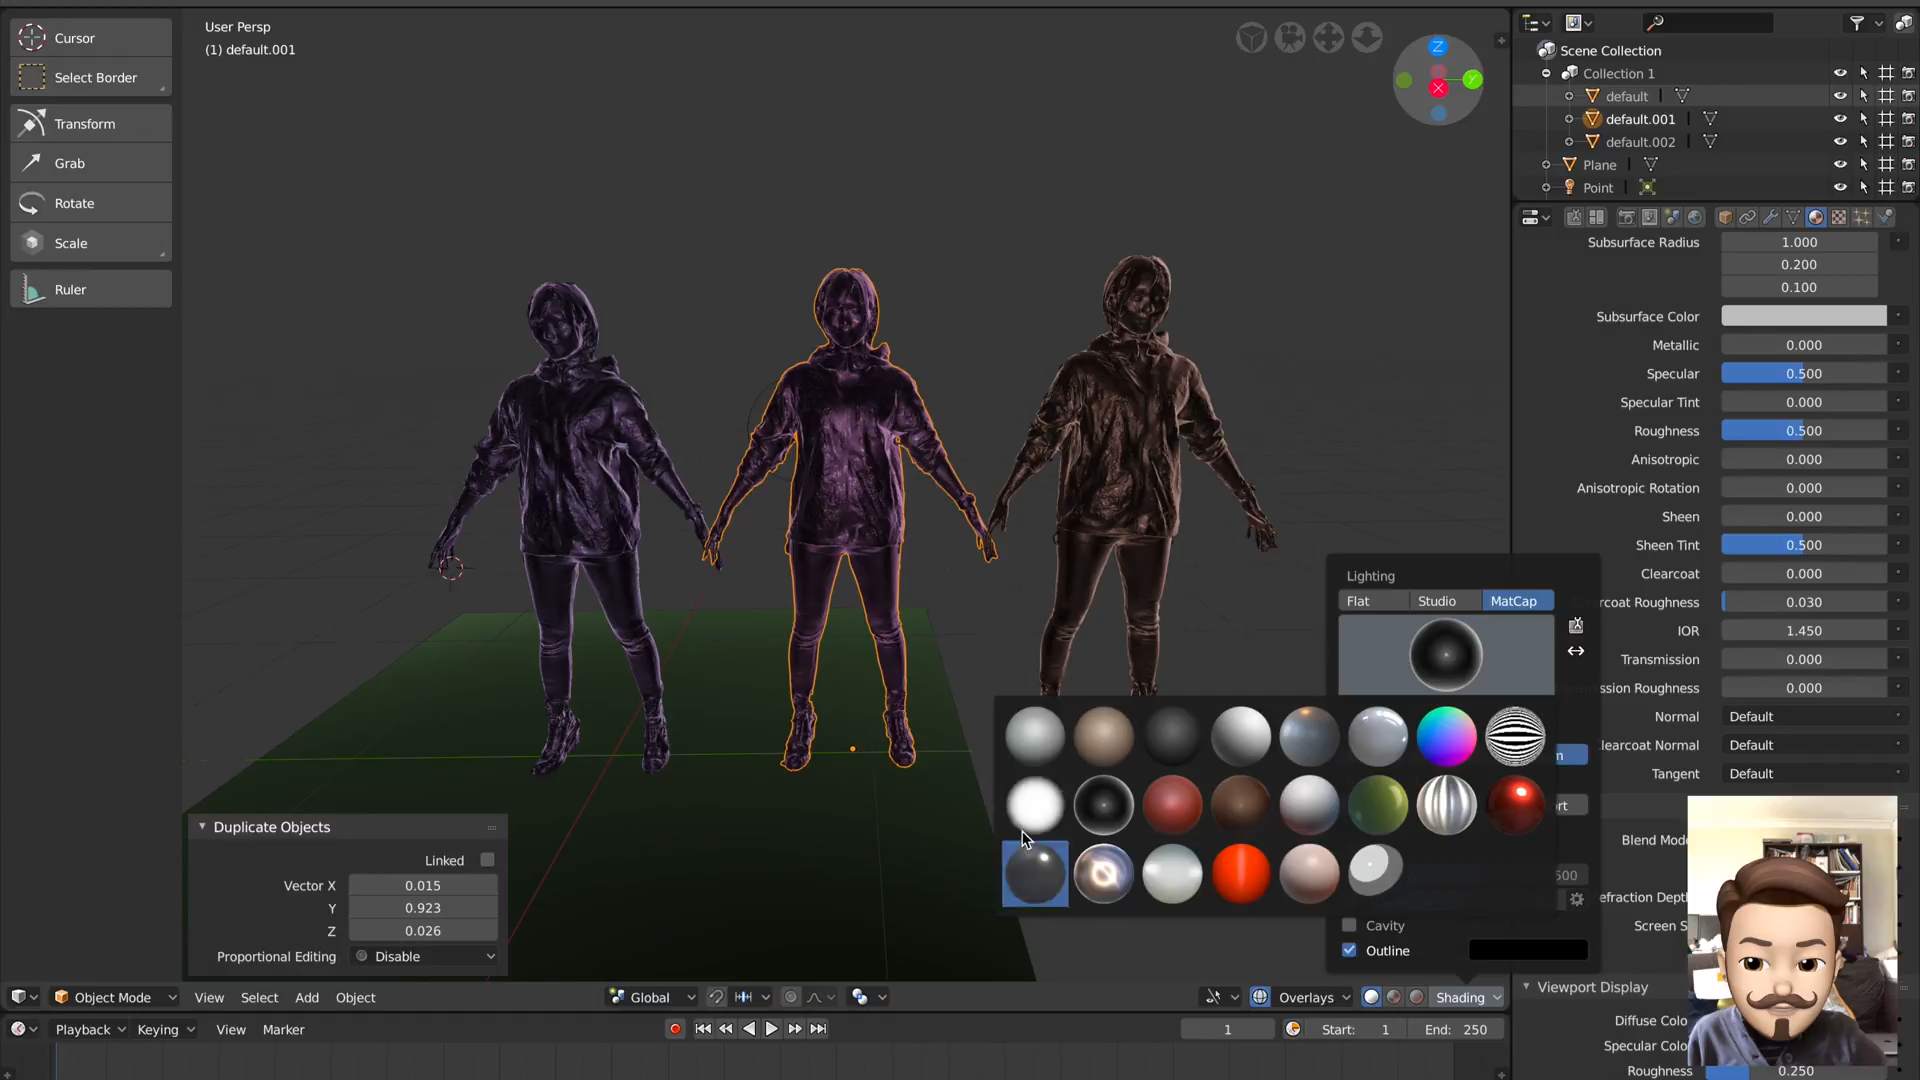 User Persp
(1) default.001
Cursor
Select Border
Transform
Grab
Rotate
Scale
Ruler
Z
Y
X
Scene Collection
Collection 1
default
default.001
default.002
Plane
Point
Subsurface Radius 1.000
0.200
0.100
Subsurface Color
Metallic 0.000
Specular 0.500
Specular Tint 0.000
Roughness 0.500
Anisotropic 0.000
Anisotropic Rotation 0.000
Sheen 0.000
Sheen Tint 0.500
Clearcoat 0.000
coat Roughness 0.030
IOR 1.450
Transmission 0.000
ssion Roughness 0.000
Normal Default
learcoat Normal Default
Tangent Default
Blend Mod
500
efraction Depth
Screen S
Viewport Display
Diffuse Colo
Specular Colo
Roughness 0.250
Lighting
Flat Studio MatCap
m
rt
Cavity
Outline
Duplicate Objects
Linked
Vector X 0.015
Y 0.923
Z 0.026
Proportional Editing Disable
Object Mode View Select Add Object Global Overlays Shading
Playback Keying View Marker 1 Start: 1 End: 250